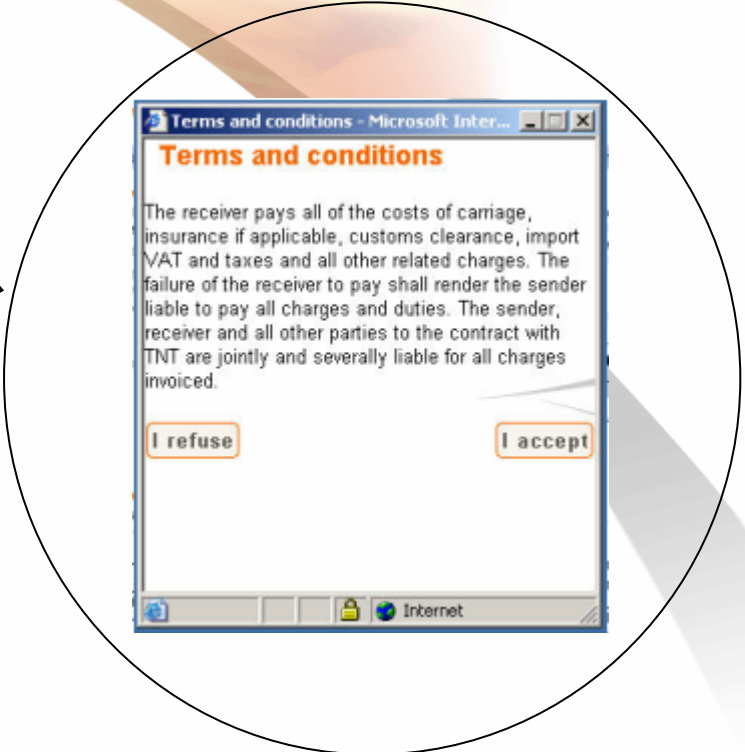 Terms and conditions - Microsoft Inter...
Terms and conditions
The receiver pays all of the costs of carriage,
insurance if applicable, customs clearance, import
VAT and taxes and all other related charges. The
failure of the receiver to pay shall render the sender
liable to pay all charges and duties. The sender,
receiver and all other parties to the contract with
TNT are jointly and severally liable for all charges
invoiced.
I refuse
I accept
Internet